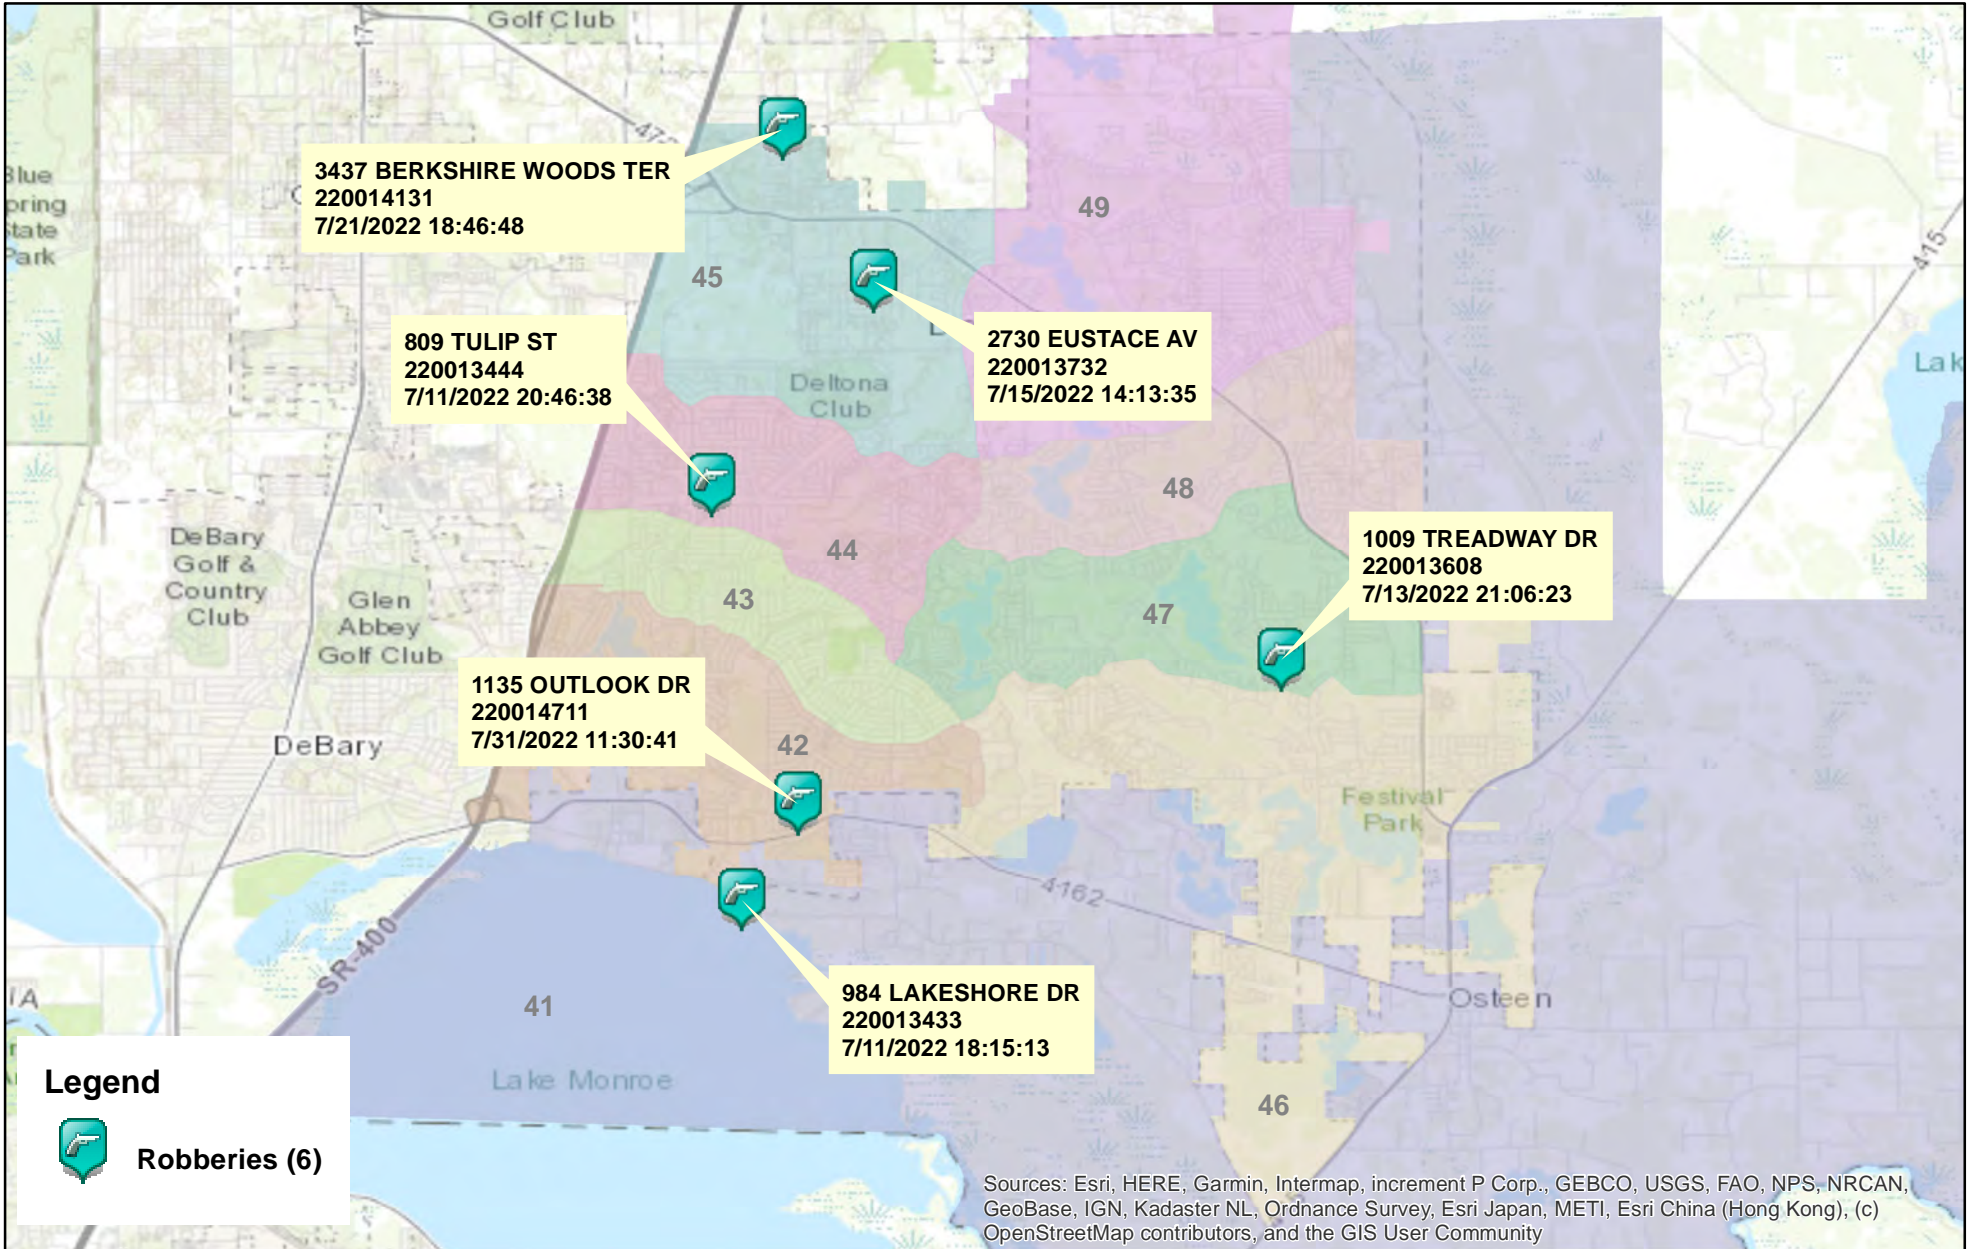 Golf Club
17
472
Blue
Spring
State
Park
3437 BERKSHIRE WOODS TER
220014131
7/21/2022 18:46:48
49
45
415
809 TULIP ST
220013444
7/11/2022 20:46:38
2730 EUSTACE AV
220013732
7/15/2022 14:13:35
Lak
Deltona
Club
48
44
DeBary
Golf &
Country
Club
Glen
Abbey
Golf Club
1009 TREADWAY DR
220013608
7/13/2022 21:06:23
43
47
1135 OUTLOOK DR
220014711
7/31/2022 11:30:41
DeBary
42
Festival
Park
4162
SR-400
984 LAKESHORE DR
220013433
7/11/2022 18:15:13
41
Osteen
IA
Lake Monroe
46
Legend
Robberies (6)
Sources: Esri, HERE, Garmin, Intermap, increment P Corp., GEBCO, USGS, FAO, NPS, NRCAN,
GeoBase, IGN, Kadaster NL, Ordnance Survey, Esri Japan, METI, Esri China (Hong Kong), (c)
OpenStreetMap contributors, and the GIS User Community